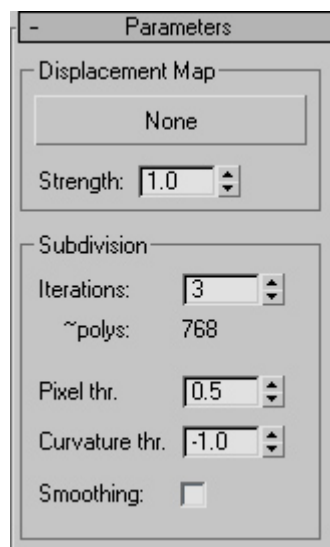 - Parameters
Displacement Map
None
Strength: 1.0
Subdivision
Iterations: 3
~polys: 768
Pixel thr. 0.5
Curvature thr. -1.0
Smoothing: